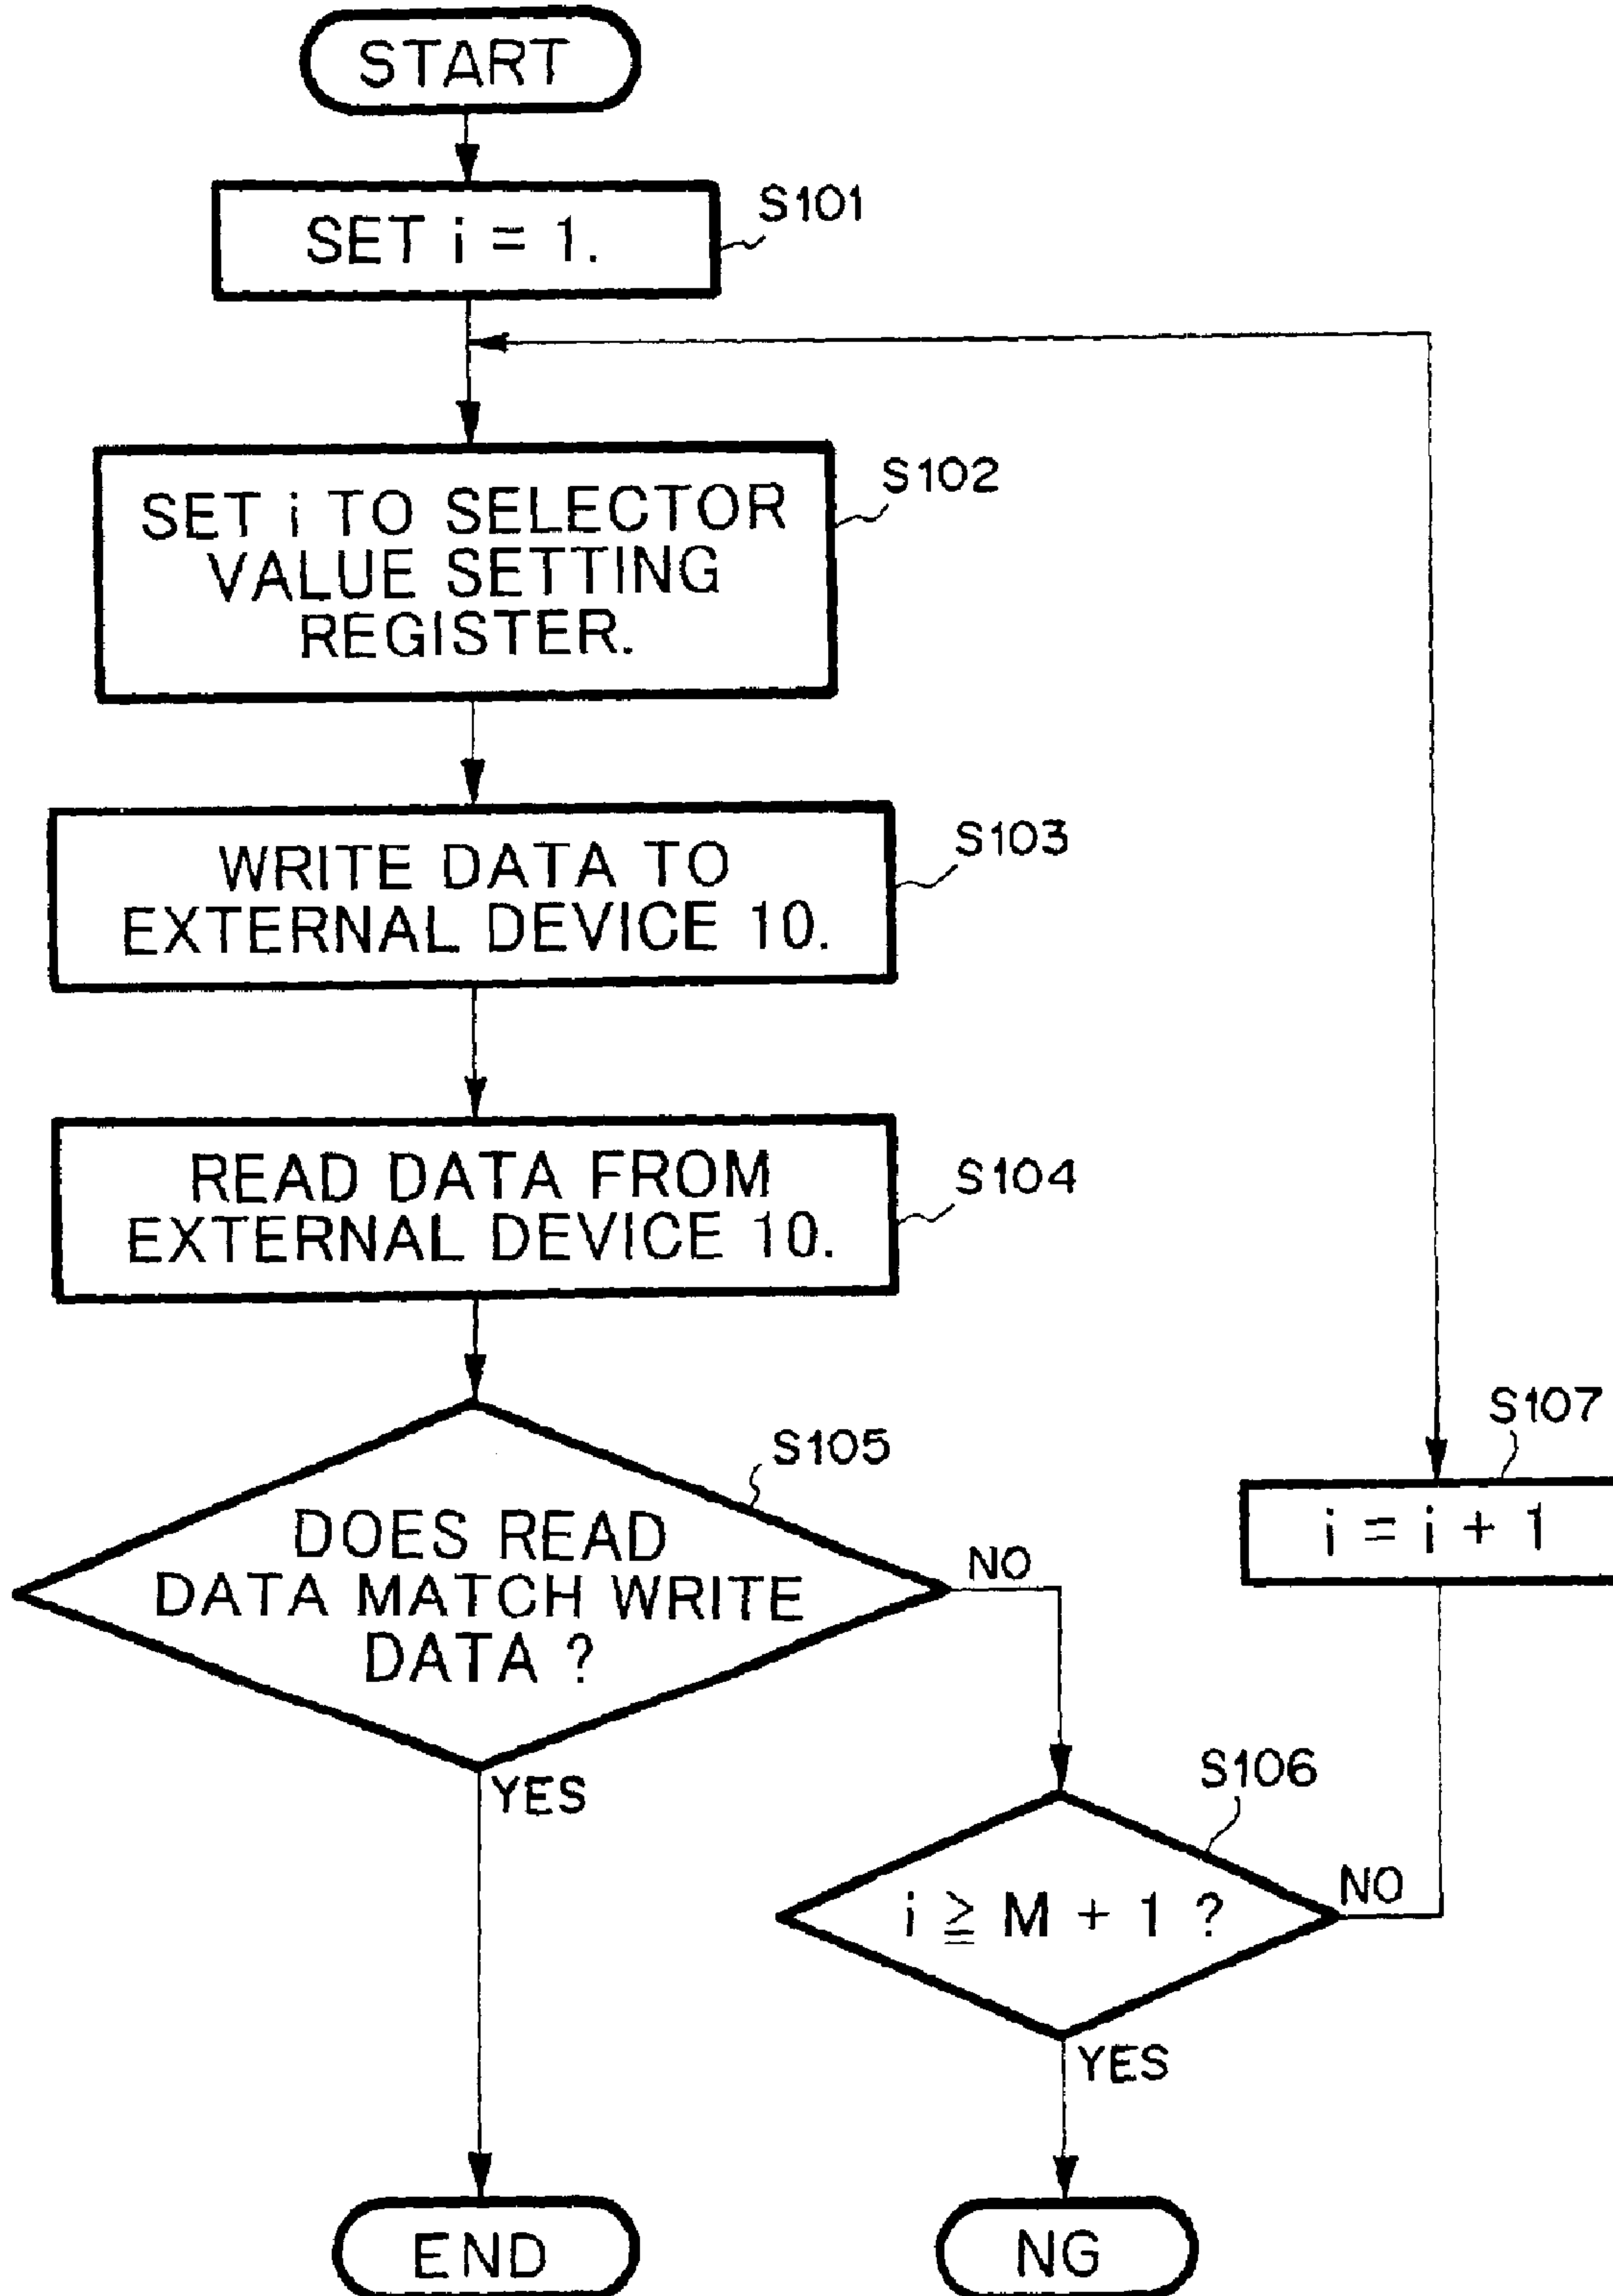 START
SET i = 1.
S101
S102
SET i TO SELECTOR
VALUE SETTING
REGISTER.
S103
WRITE DATA TO
EXTERNAL DEVICE 10.
S104
READ DATA FROM
EXTERNAL DEVICE 10.
S105
DOES READ
DATA MATCH WRITE
DATA ?
NO
YES
S107
i = i + 1
S106
i ≧ M + 1 ?
NO
YES
END
NG